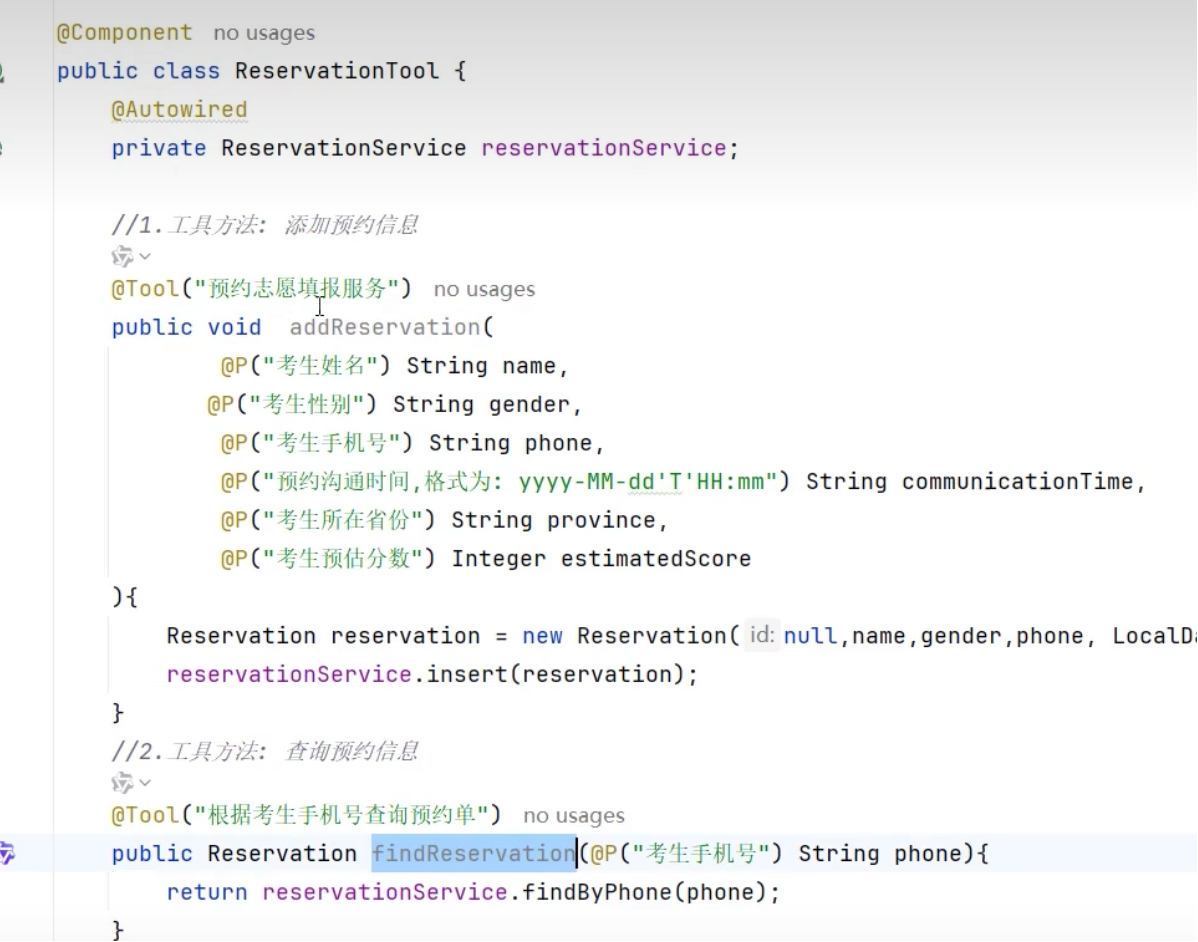 @Component no usages
public class ReservationTool {
@Autowired
private ReservationService reservationService;
//1.工具方法: 添加预约信息
@Tool("预约志愿填报服务") no usages
public void addReservation(
@P("考生姓名") String name,
@P("考生性别") String gender,
@P("考生手机号") String phone,
@P("预约沟通时间,格式为: yyyy-MM-dd'T'HH:mm") String communicationTime,
@P("考生所在省份") String province,
@P("考生预估分数") Integer estimatedScore
){
Reservation reservation = new Reservation( id: null,name,gender,phone, LocalDa
reservationService.insert(reservation);
}
//2.工具方法: 查询预约信息
@Tool("根据考生手机号查询预约单") no usages
public Reservation findReservation(@P("考生手机号") String phone){
return reservationService.findByPhone(phone);
}